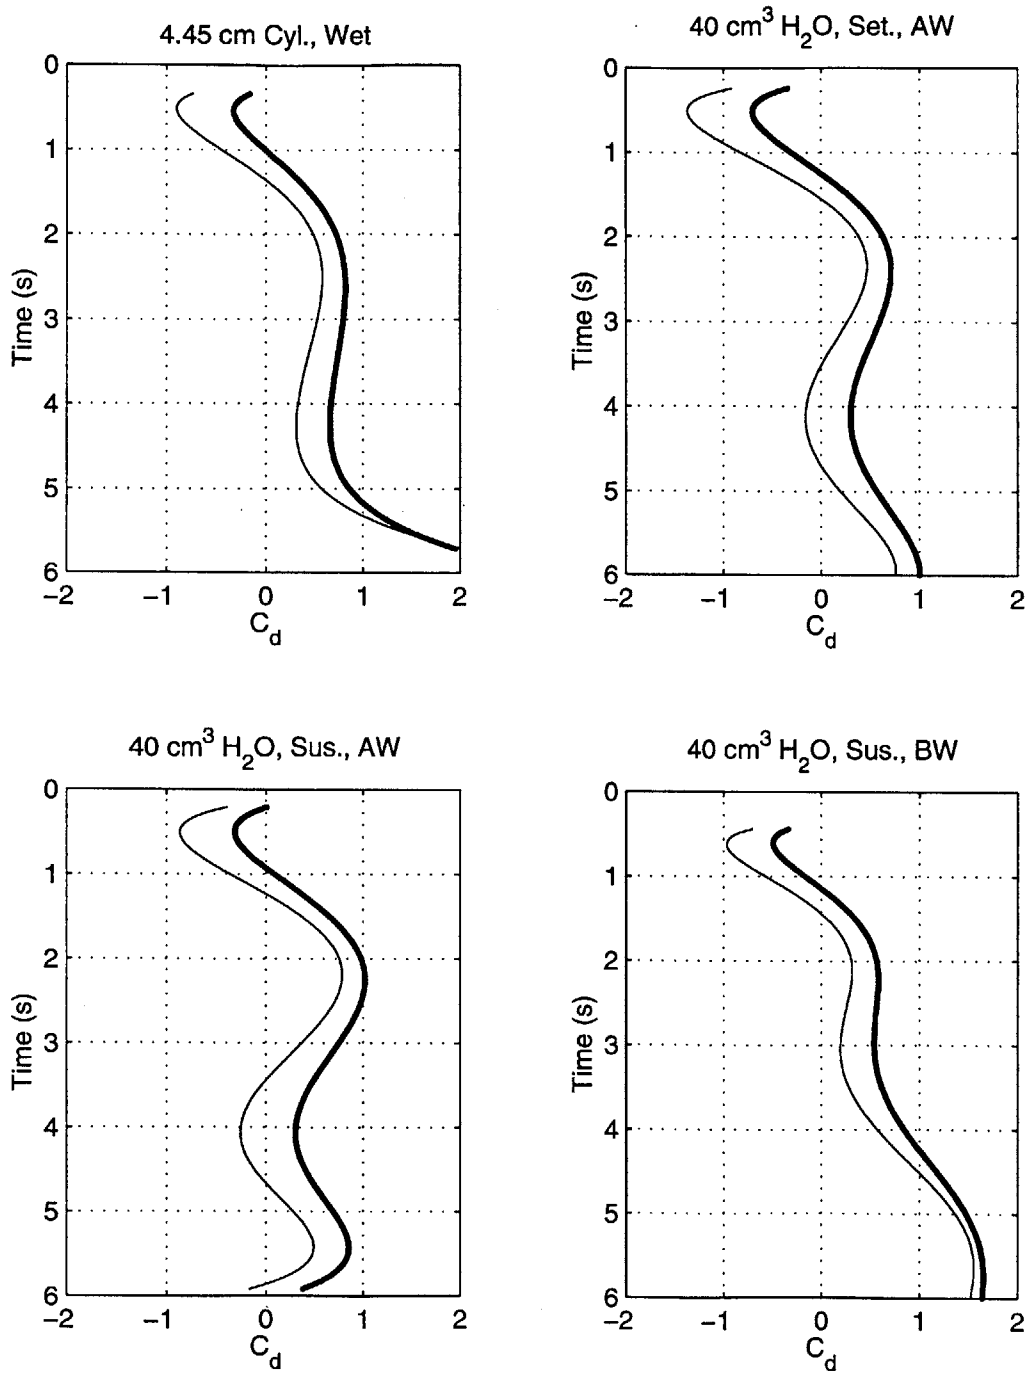 4.45 cm Cyl., Wet
0
1
2
3
4
5
6
Time (s)
−2 −1 0 1 2
C_d
40 cm³ H₂O, Set., AW
0
1
2
3
4
5
6
Time (s)
−2 −1 0 1 2
C_d
40 cm³ H₂O, Sus., AW
0
1
2
3
4
5
6
Time (s)
−2 −1 0 1 2
C_d
40 cm³ H₂O, Sus., BW
0
1
2
3
4
5
6
Time (s)
−2 −1 0 1 2
C_d